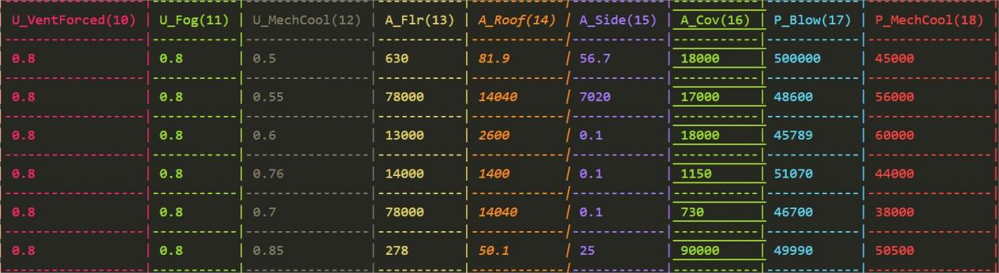 U_VentForced(10) | U_Fog(11) | U_MechCool(12) | A_Flr(13) | A_Roof(14) | A_Side(15) | A_Cov(16) | P_Blow(17) | P_MechCool(18) |
0.8 | 0.8 | 0.5 | 630 | 81.9 | 56.7 | 18000 | 500000 | 45000 |
0.8 | 0.8 | 0.55 | 78000 | 14040 | 7020 | 17000 | 48600 | 56000 |
0.8 | 0.8 | 0.6 | 13000 | 2600 | 0.1 | 18000 | 45789 | 60000 |
0.8 | 0.8 | 0.76 | 14000 | 1400 | 0.1 | 1150 | 51070 | 44000 |
0.8 | 0.8 | 0.7 | 78000 | 14040 | 0.1 | 730 | 46700 | 38000 |
0.8 | 0.8 | 0.85 | 278 | 50.1 | 25 | 90000 | 49990 | 50500 |